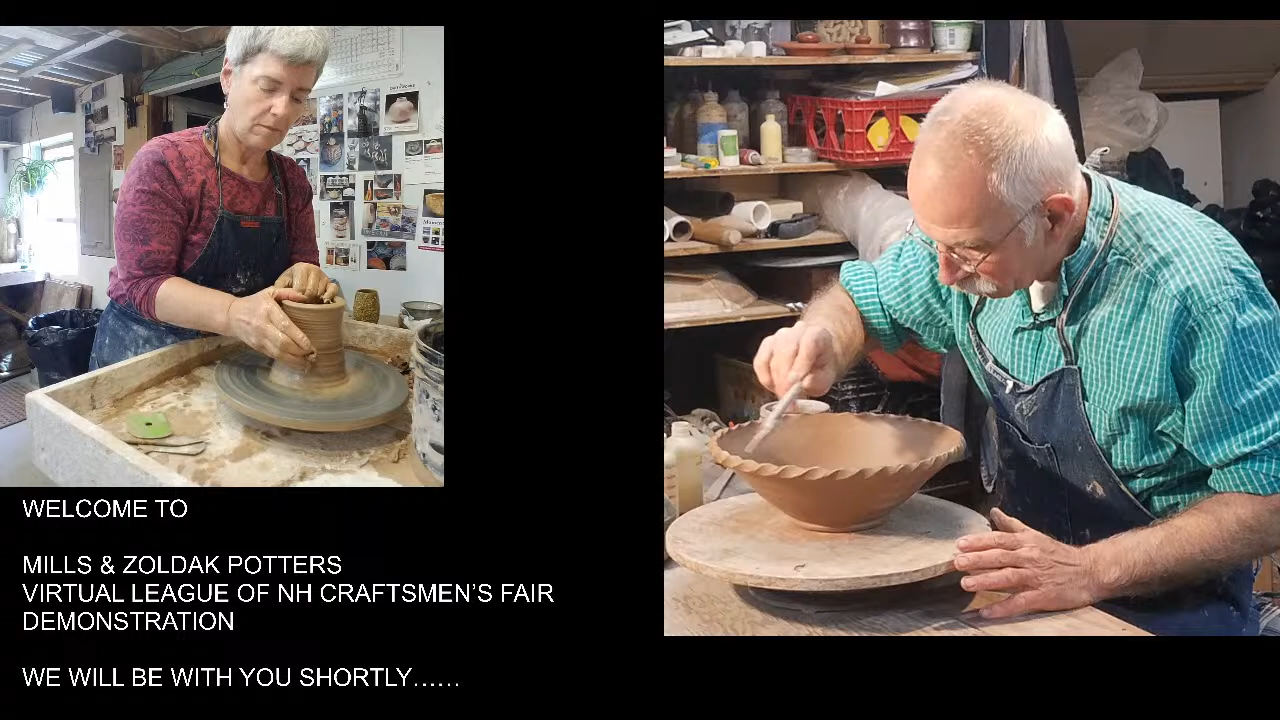 WELCOME TO
MILLS & ZOLDAK POTTERS
VIRTUAL LEAGUE OF NH CRAFTSMEN'S FAIR
DEMONSTRATION
WE WILL BE WITH YOU SHORTLY......